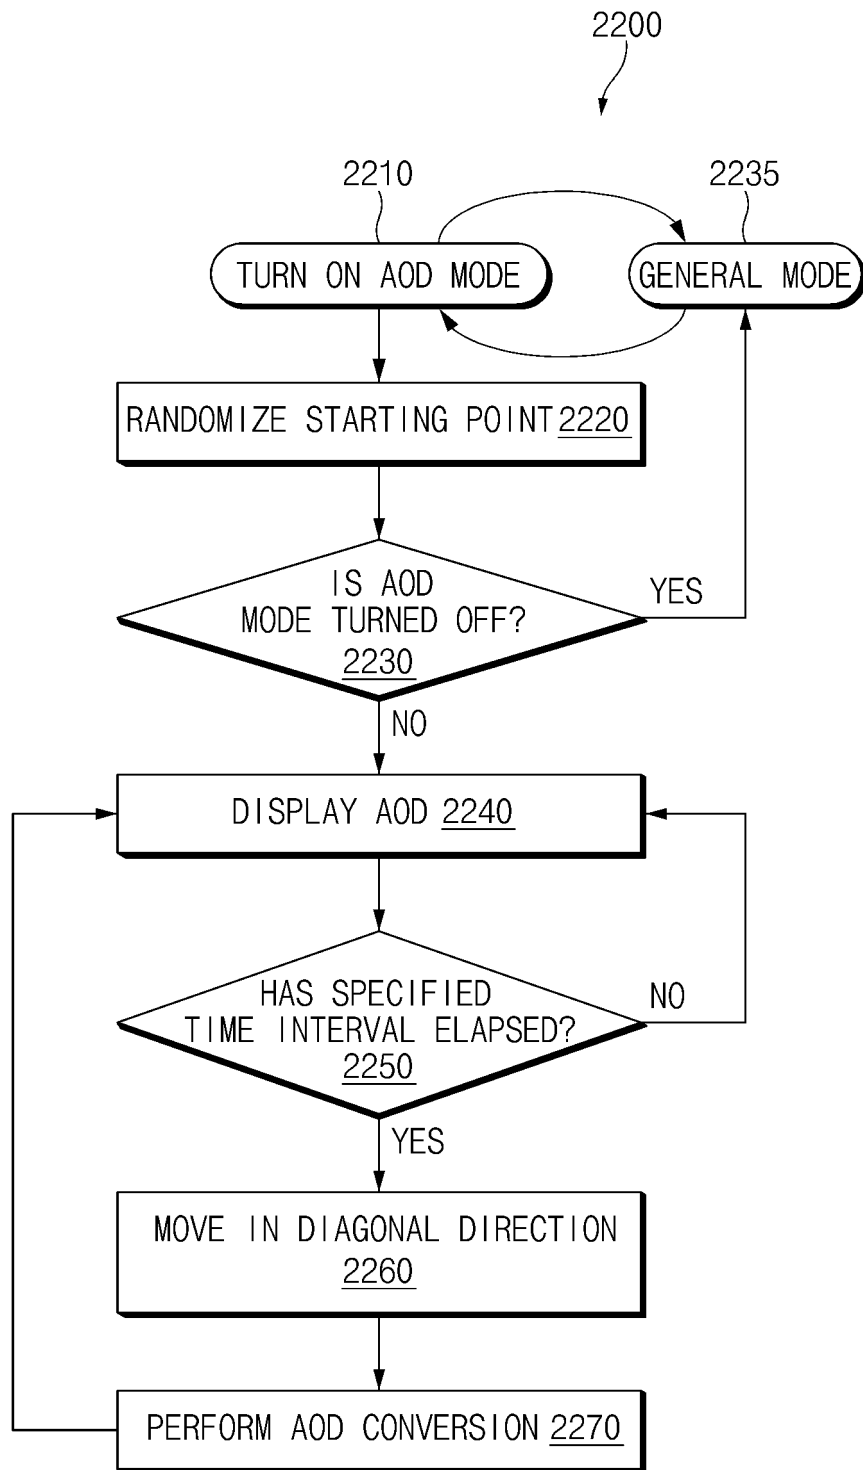 2200
2210
2235
TURN ON AOD MODE
GENERAL MODE
RANDOMIZE STARTING POINT 2220
IS AOD
MODE TURNED OFF?
2230
YES
NO
DISPLAY AOD 2240
HAS SPECIFIED
TIME INTERVAL ELAPSED?
2250
NO
YES
MOVE IN DIAGONAL DIRECTION
2260
PERFORM AOD CONVERSION 2270